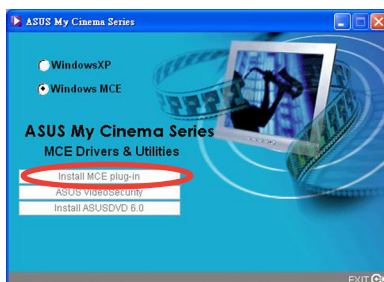 ASUS My Cinema Series
WindowsXP
Windows MCE
ASUS My Cinema Series
MCE Drivers & Utilities
Install MCE plug-in
ASUS VideoSecurity
Install ASUSDVD 6.0
EXIT